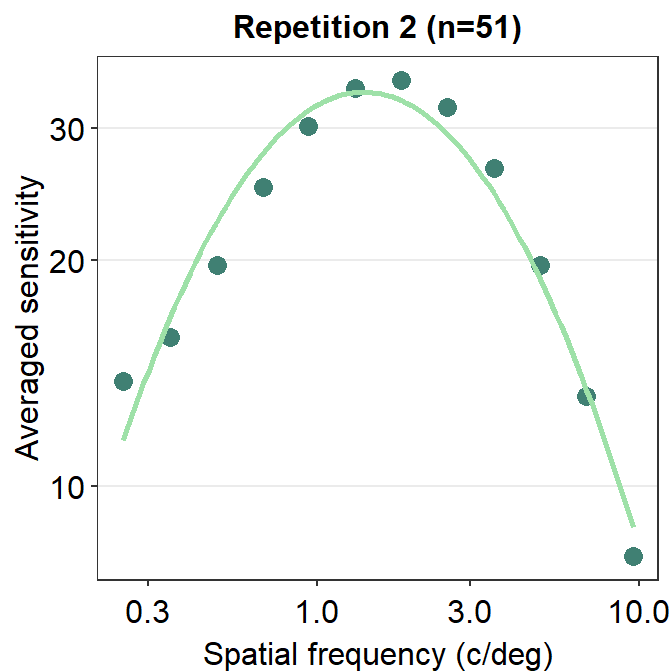 Repetition 2 (n=51)
Averaged sensitivity
30
20
10
0.3 1.0 3.0 10.0
Spatial frequency (c/deg)